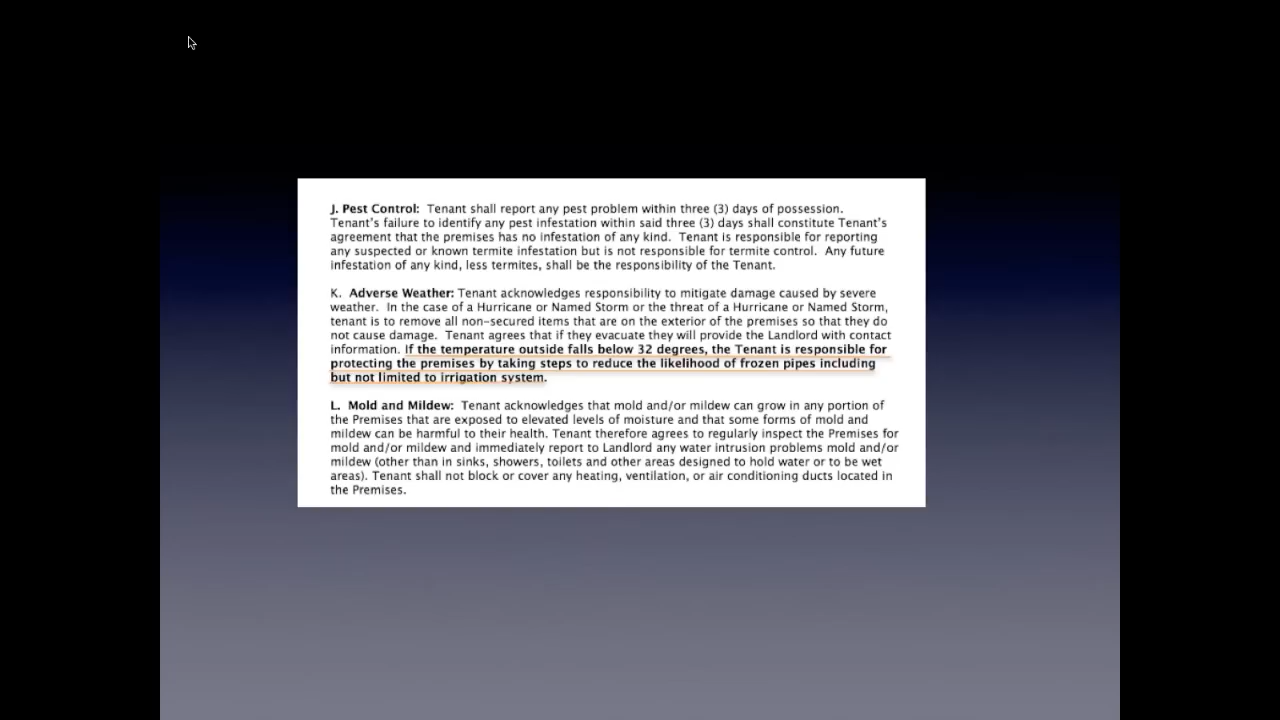 J. Pest Control: Tenant shall report any pest problem within three (3) days of possession.
Tenant's failure to identify any pest infestation within said three (3) days shall constitute Tenant's
agreement that the premises has no infestation of any kind. Tenant is responsible for reporting
any suspected or known termite infestation but is not responsible for termite control. Any future
infestation of any kind, less termites, shall be the responsibility of the Tenant.
K. Adverse Weather: Tenant acknowledges responsibility to mitigate damage caused by severe
weather. In the case of a Hurricane or Named Storm or the threat of a Hurricane or Named Storm,
tenant is to remove all non-secured items that are on the exterior of the premises so that they do
not cause damage. Tenant agrees that if they evacuate they will provide the Landlord with contact
information. If the temperature outside falls below 32 degrees, the Tenant is responsible for
protecting the premises by taking steps to reduce the likelihood of frozen pipes including
but not limited to irrigation system.
L. Mold and Mildew: Tenant acknowledges that mold and/or mildew can grow in any portion of
the Premises that are exposed to elevated levels of moisture and that some forms of mold and
mildew can be harmful to their health. Tenant therefore agrees to regularly inspect the Premises for
mold and/or mildew and immediately report to Landlord any water intrusion problems mold and/or
mildew (other than in sinks, showers, toilets and other areas designed to hold water or to be wet
areas). Tenant shall not block or cover any heating, ventilation, or air conditioning ducts located in
the Premises.